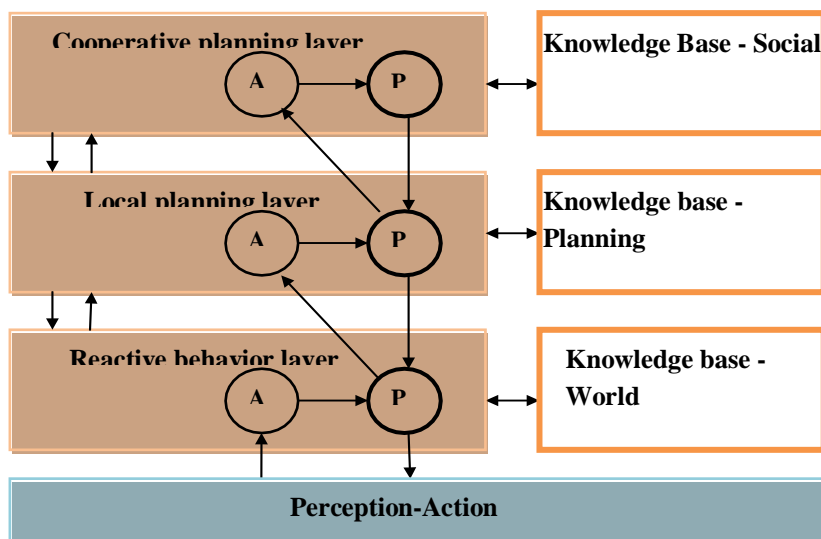 Cooperative planning layer
A
P
Knowledge Base - Social
Local planning layer
A
P
Knowledge base -
Planning
Reactive behavior layer
A
P
Knowledge base -
World
Perception-Action